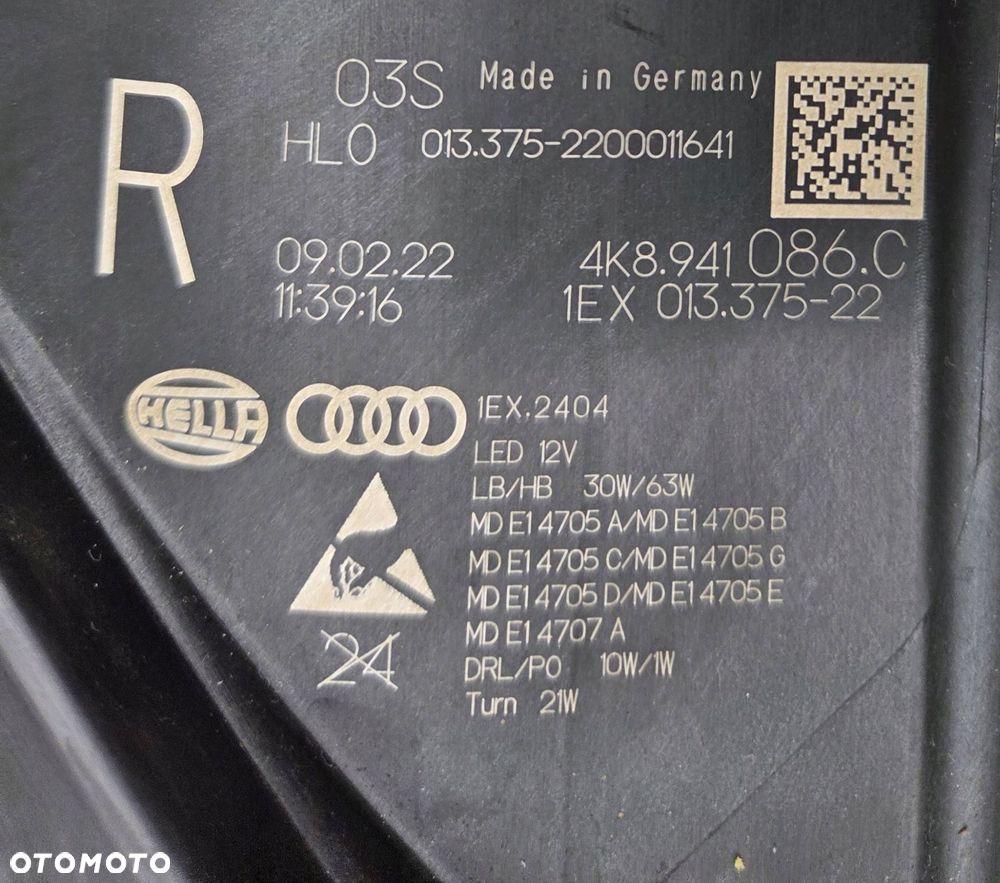 R
03S Made in Germany
HLO 013.375-2200011641
09.02.22
11:39:16
4K8.941 086.C
1EX 013.375-22
HELLA
1EX.2404
LED 12V
LB/HB 30W/63W
MD E1 4705 A/MD E1 4705 B
MD E1 4705 C/MD E1 4705 G
MD E1 4705 D/MD E1 4705 E
MD E1 4707 A
24
DRL/PO 10W/1W
Turn 21W
OTOMOTO